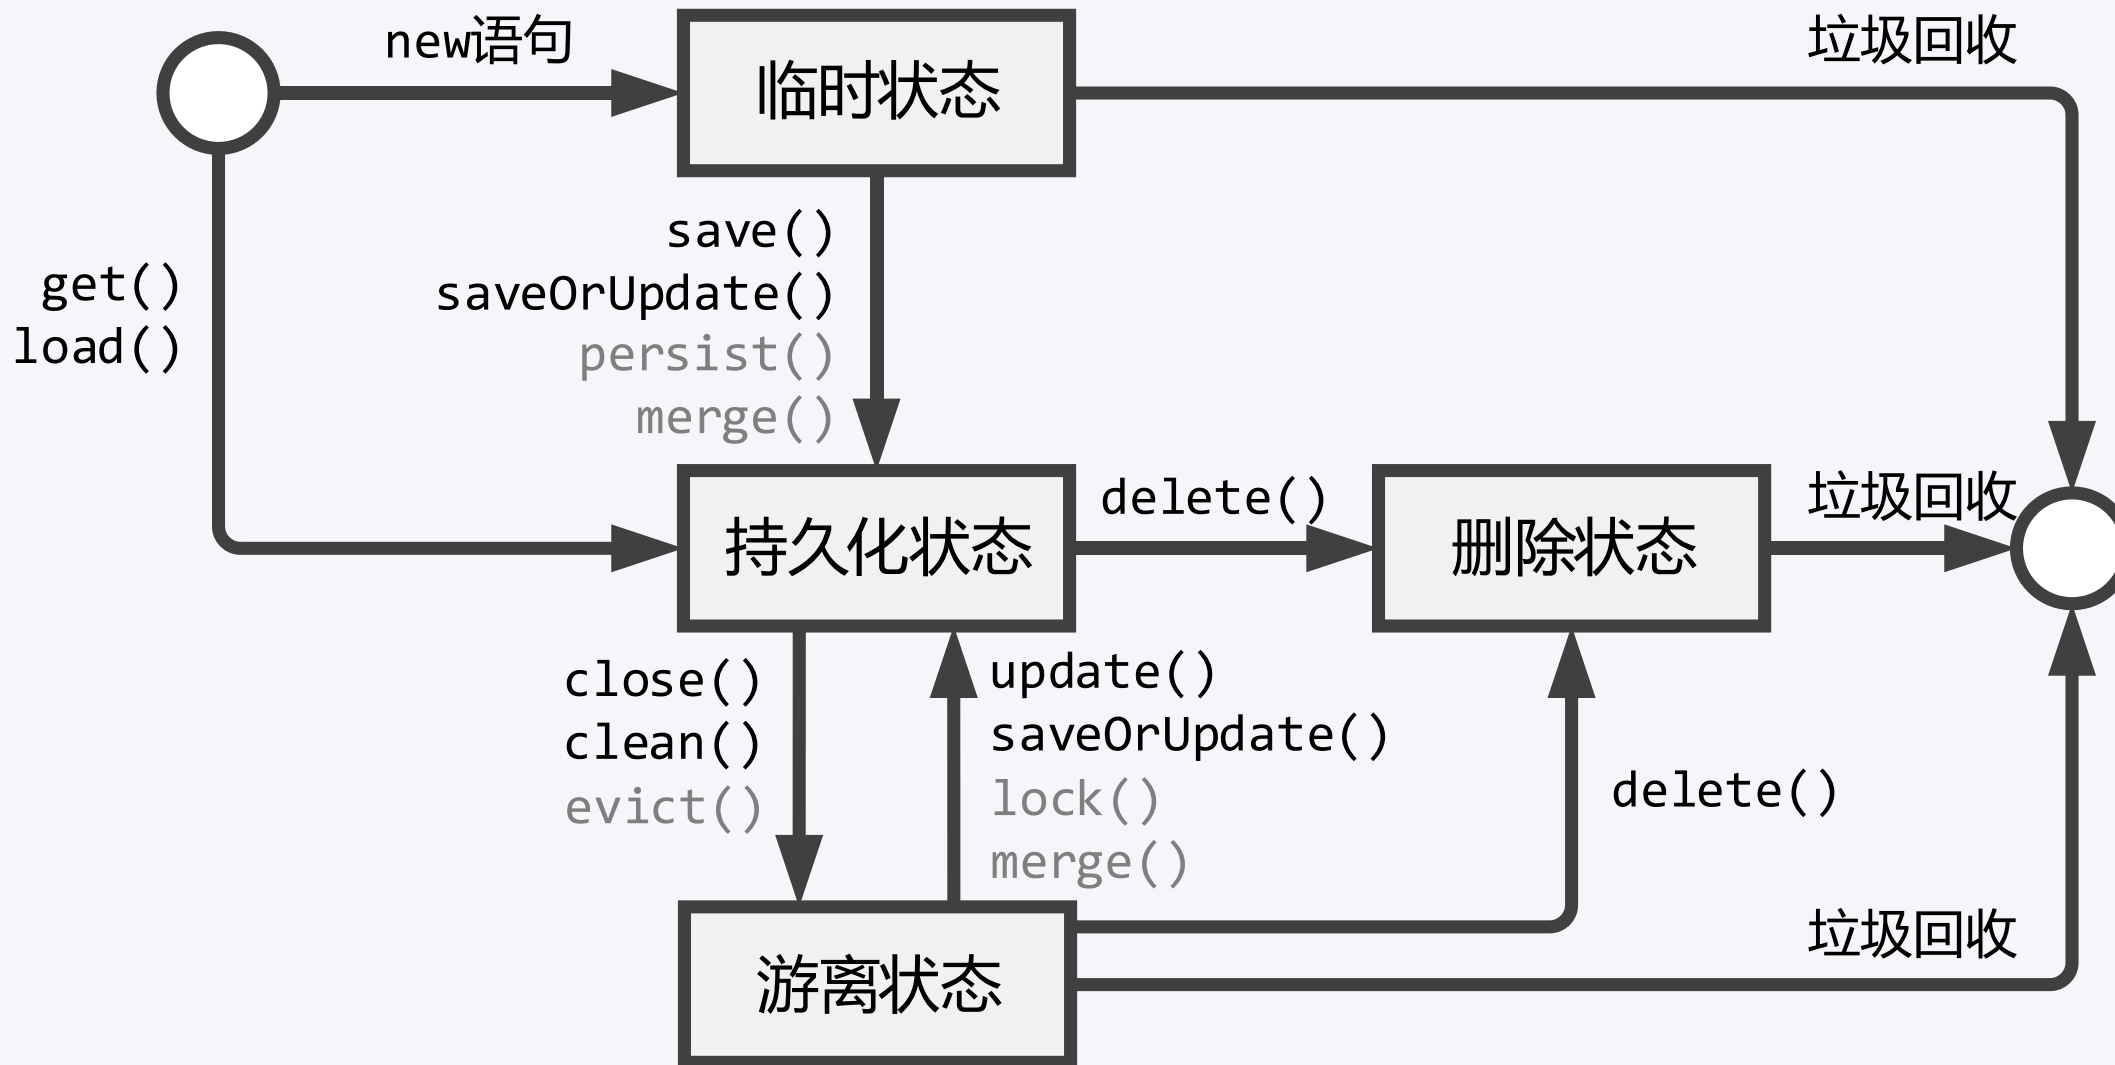 new语句
临时状态
垃圾回收
get()
load()
save()
saveOrUpdate()
persist()
merge()
持久化状态
delete()
删除状态
垃圾回收
close()
clean()
evict()
update()
saveOrUpdate()
lock()
merge()
delete()
游离状态
垃圾回收